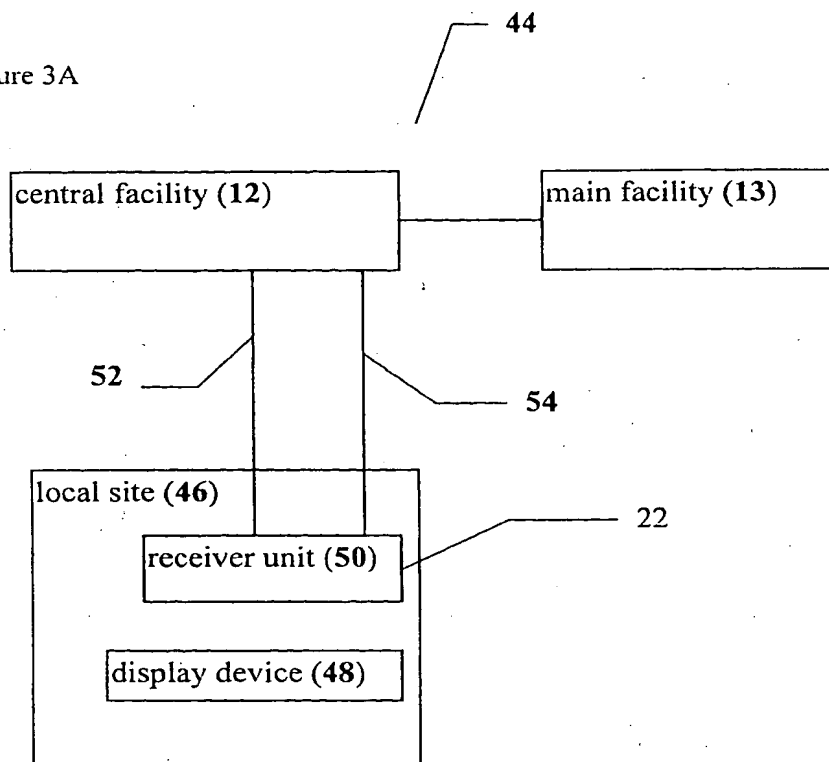 44
ure 3A
central facility (12)
main facility (13)
52
54
local site (46)
22
receiver unit (50)
display device (48)